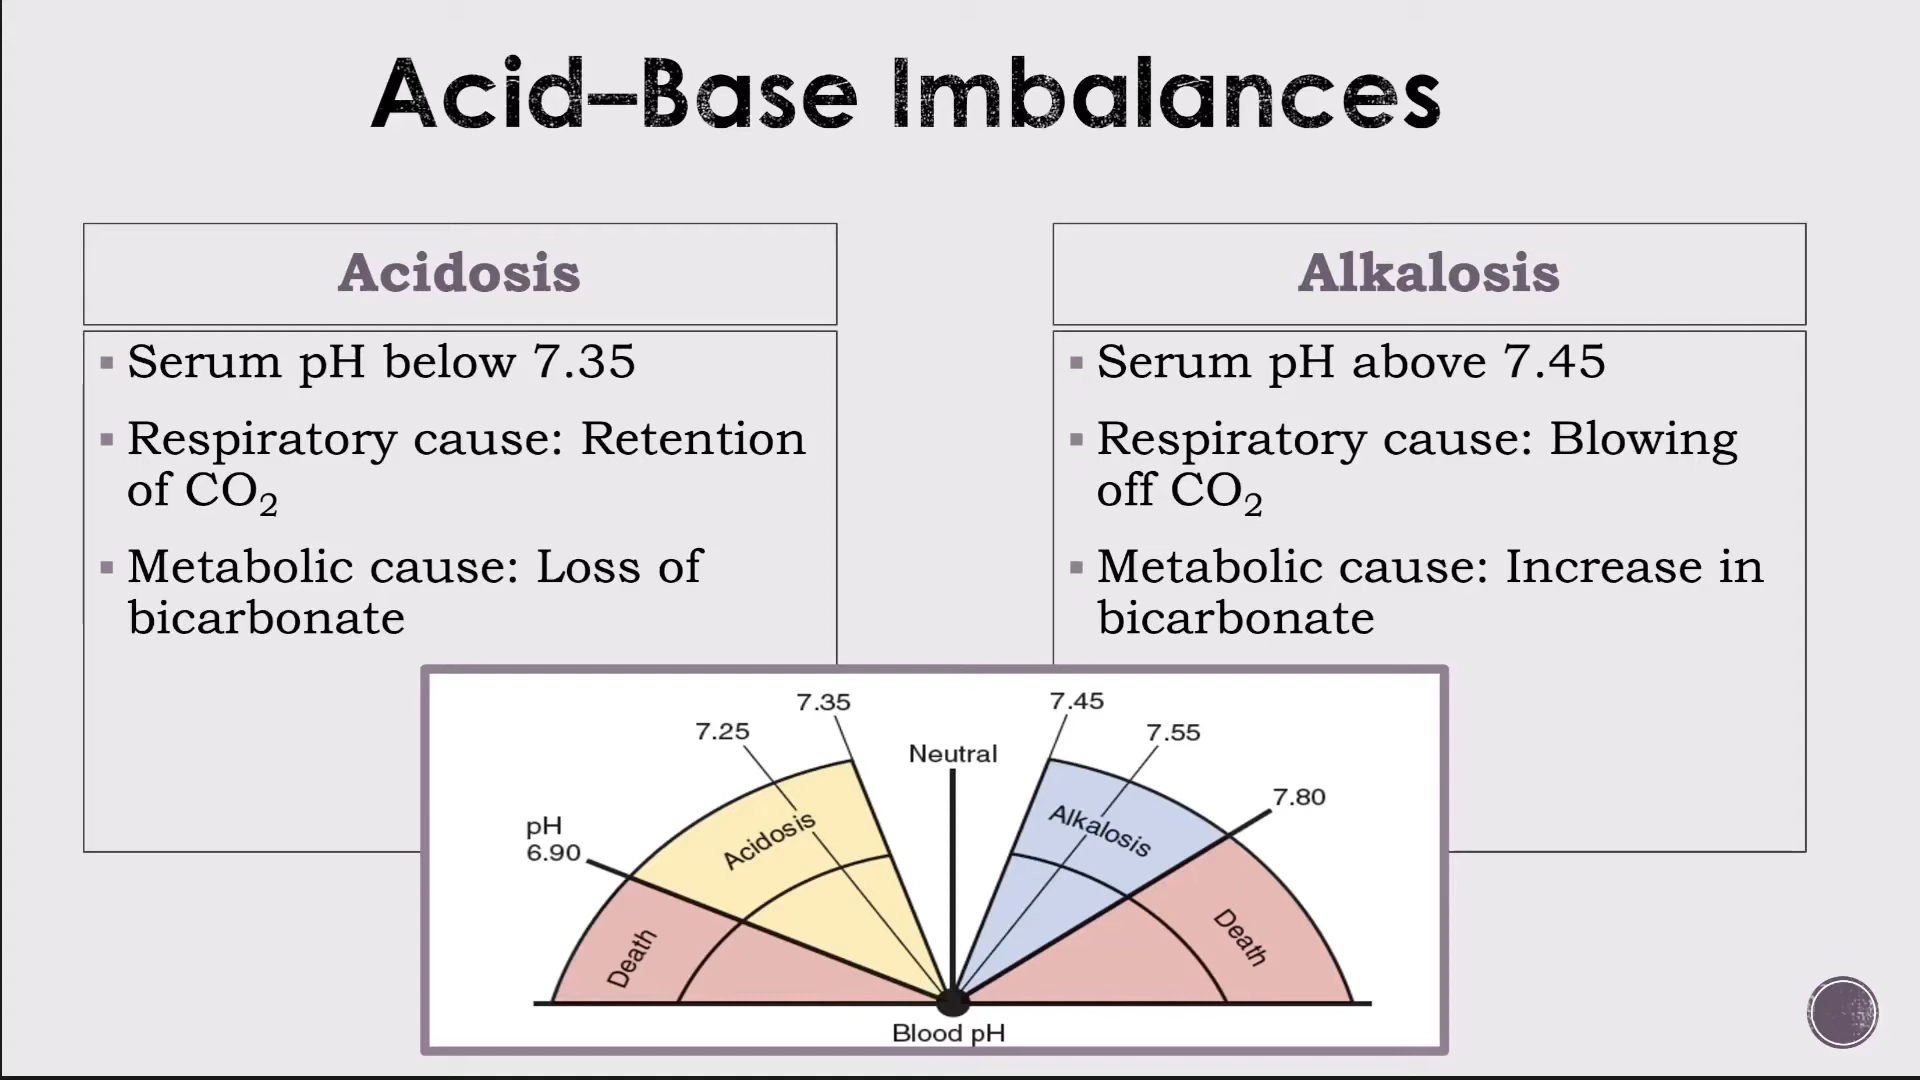 Acid–Base Imbalances
Acidosis
▪ Serum pH below 7.35
▪ Respiratory cause: Retention
of CO₂
▪ Metabolic cause: Loss of
bicarbonate
Alkalosis
▪ Serum pH above 7.45
▪ Respiratory cause: Blowing
off CO₂
▪ Metabolic cause: Increase in
bicarbonate
pH
6.90
7.25
7.35
Neutral
7.45
7.55
7.80
Death
Acidosis
Alkalosis
Death
Blood pH